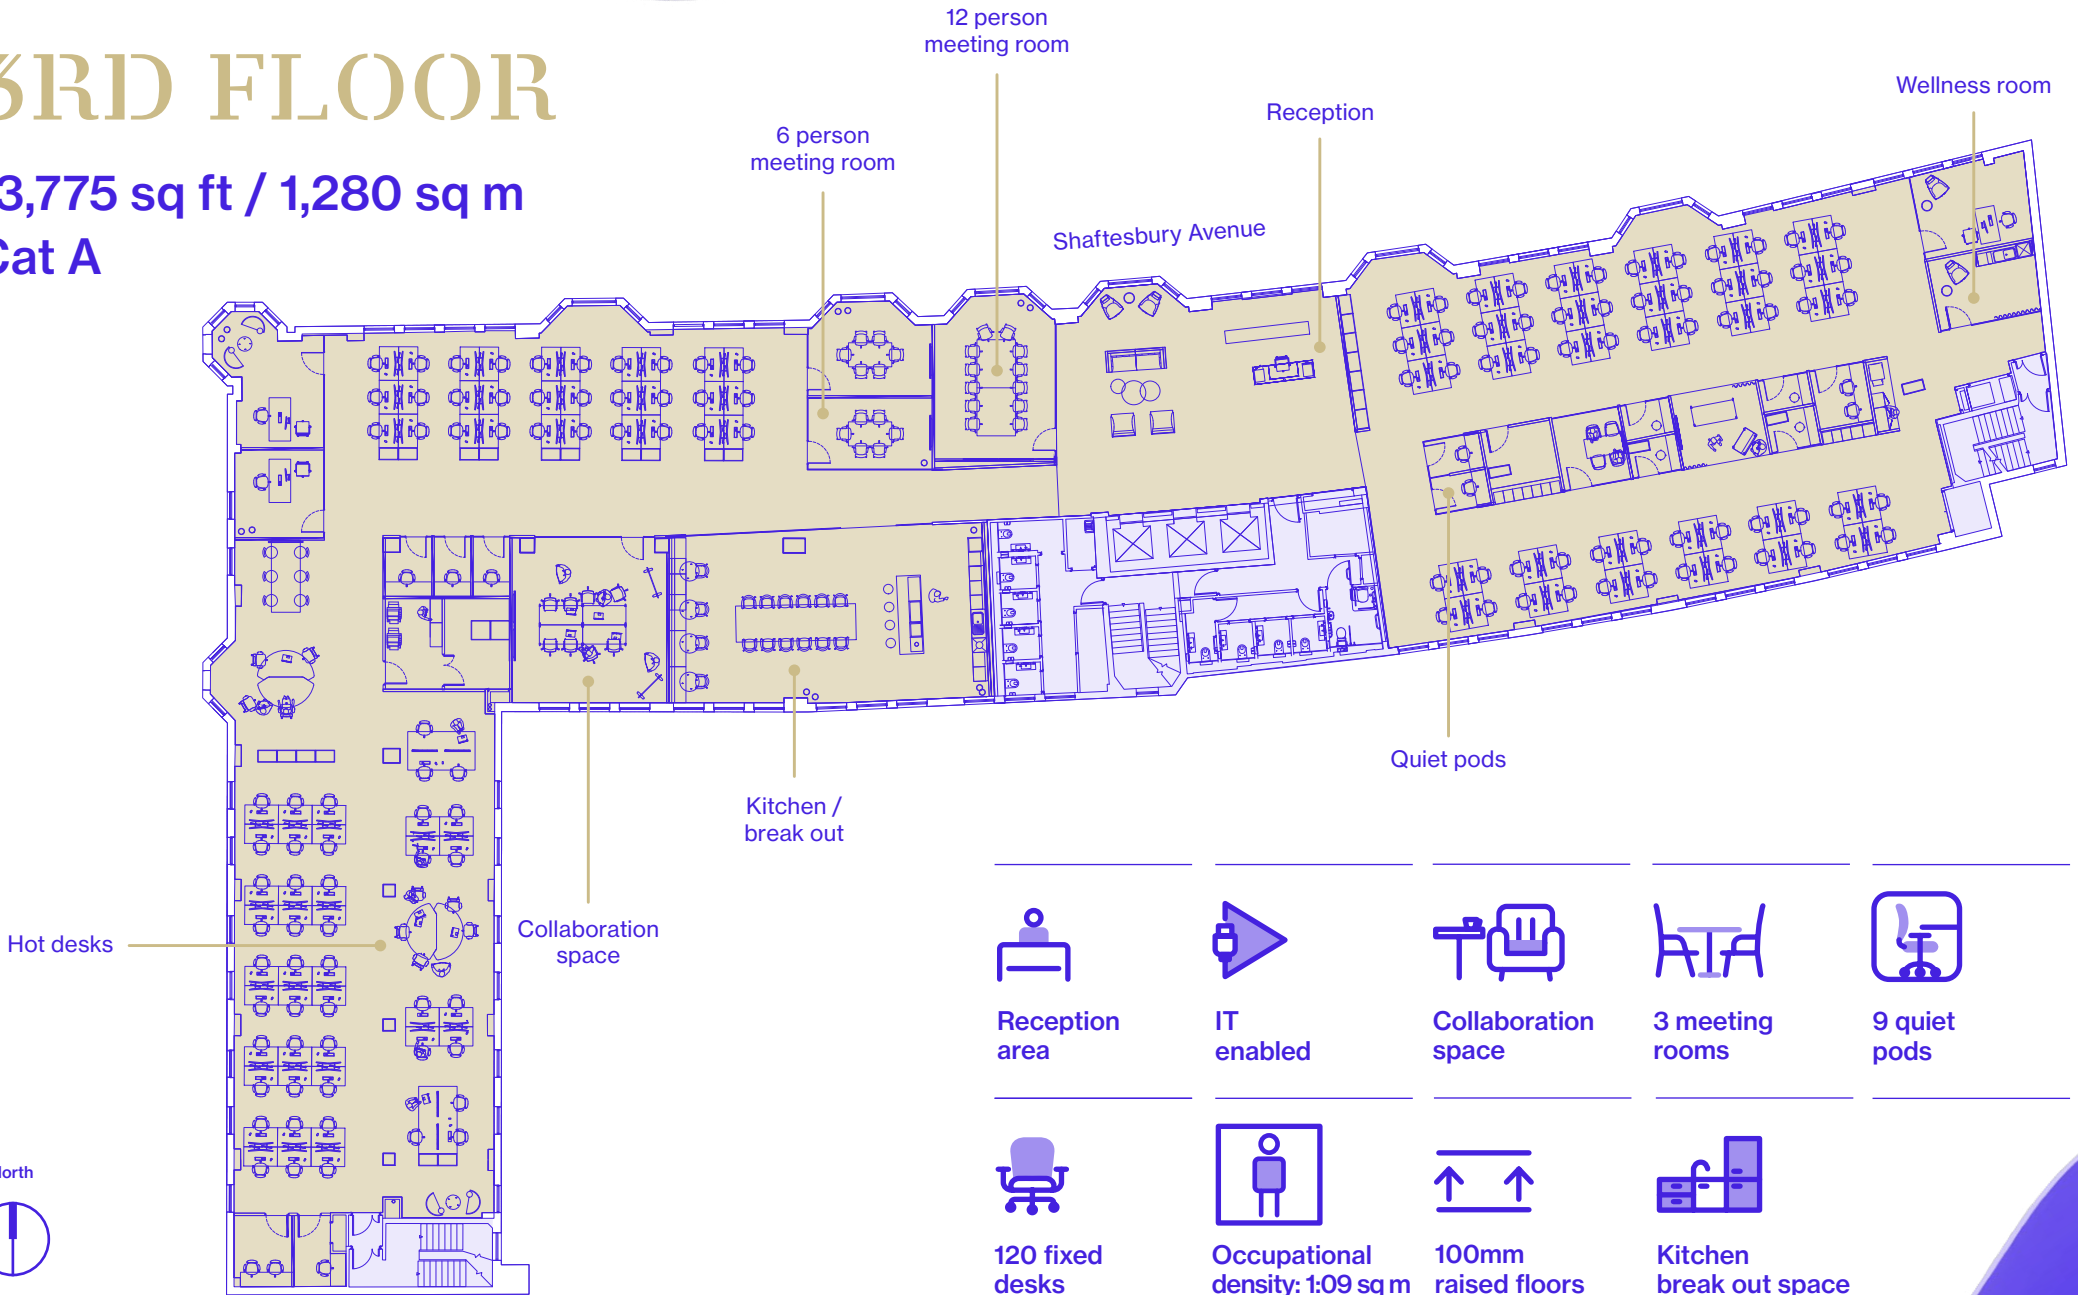 3RD FLOOR
3,775 sq ft / 1,280 sq m
Cat A
12 person
meeting room
6 person
meeting room
Reception
Wellness room
Shaftesbury Avenue
Quiet pods
Kitchen /
break out
Collaboration
space
Hot desks
North
Reception
area
IT
enabled
Collaboration
space
3 meeting
rooms
9 quiet
pods
120 fixed
desks
Occupational
density: 1:09 sq m
100mm
raised floors
Kitchen
break out space